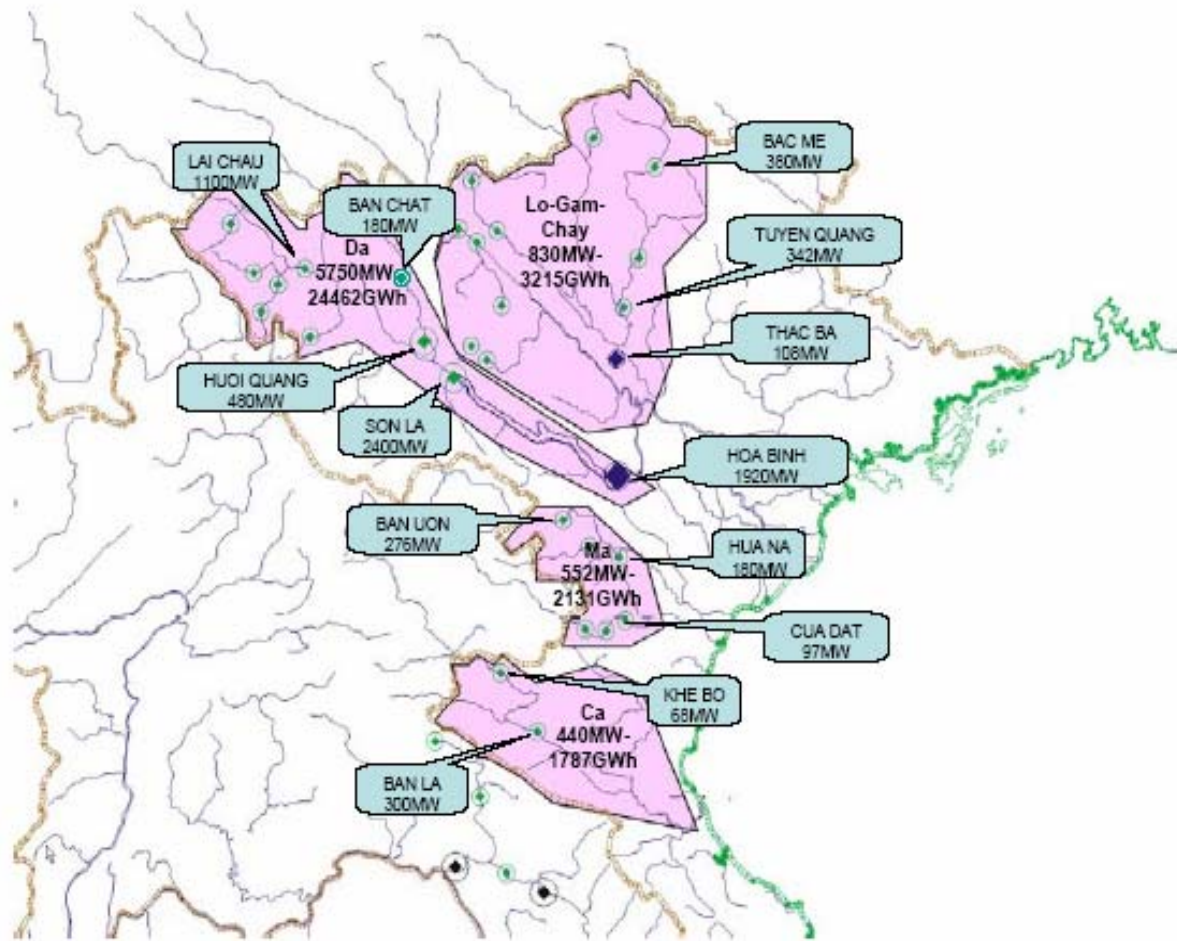 BAC ME
380MW
LAI CHAU
1100MW
BAN CHAT
180MW
Lo-Gam-
Chay
830MW-
3215GWh
TUYEN QUANG
342MW
Da
5750MW-
24462GWh
THAC BA
108MW
HUOI QUANG
480MW
SON LA
2400MW
HOA BINH
1920MW
BAN UON
276MW
HUA NA
180MW
Ma
552MW-
2131GWh
CUA DAT
97MW
KHE BO
68MW
Ca
440MW-
1787GWh
BAN LA
300MW